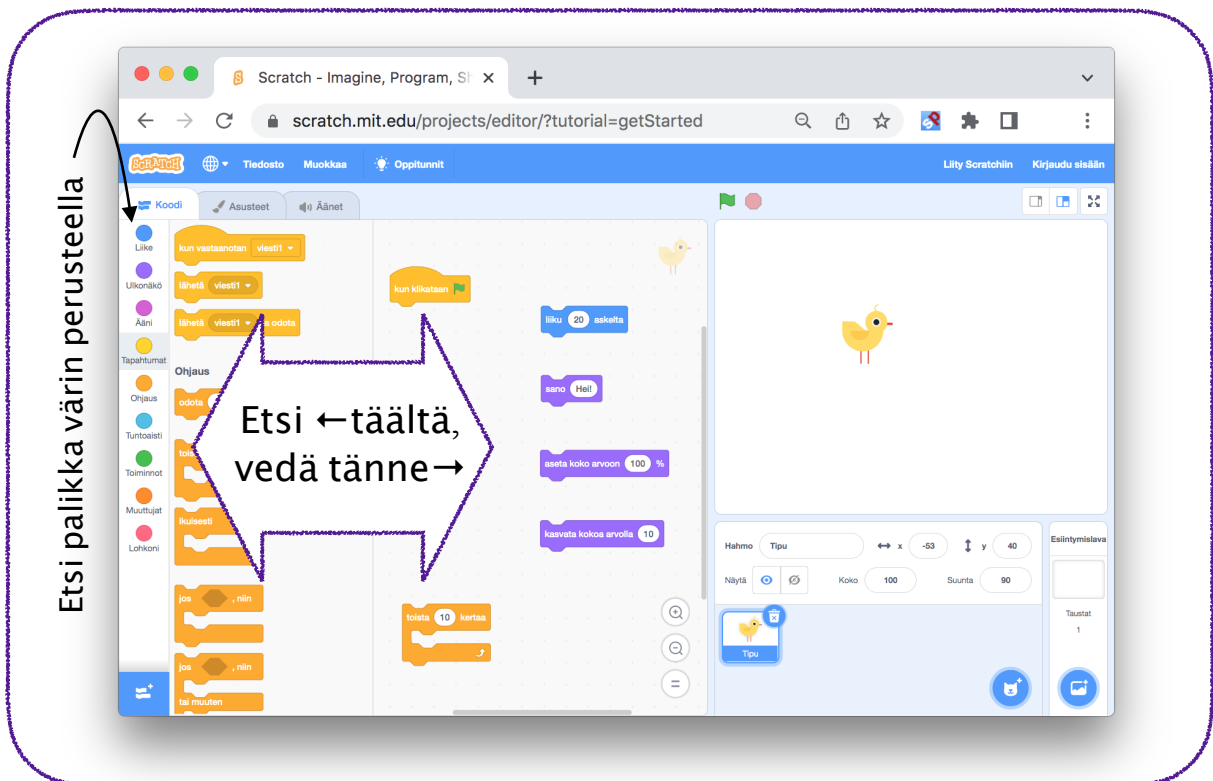 Etsi palikka värin perusteella
Scratch - Imagine, Program, Sh
scratch.mit.edu/projects/editor/?tutorial=getStarted
SCRATCH
Tiedosto
Muokkaa
Oppitunnit
Liity Scratchiin
Kirjaudu sisään
Koodi
Asusteet
Äänet
Liike
Ulkonäkö
Ääni
Tapahtumat
Ohjaus
Tuntoaisti
Toiminnot
Muuttujat
Lohkoni
kun vastaanotan viesti1
lähetä viesti1
lähetä viesti1 a odota
Ohjaus
odota
tois
Ikuisesti
jos , niin
jos , niin
tai muuten
Etsi ←täältä,
vedä tänne→
kun klikataan
liiku 20 askelta
sano Hei!
aseta koko arvoon 100 %
kasvata kokoa arvolla 10
toista 10 kertaa
Hahmo Tipu x -53 y 40
Näytä Koko 100 Suunta 90
Tipu
Esiintymislava
Taustat
1